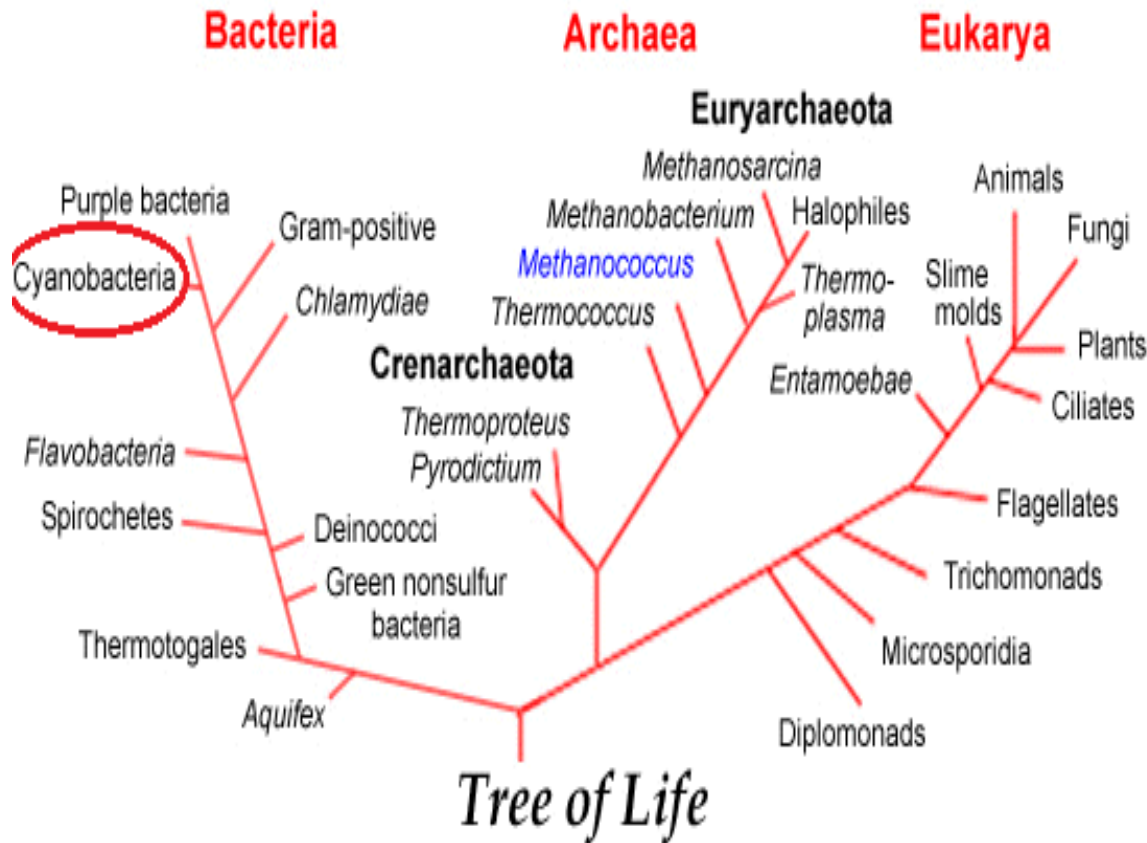 Bacteria
Archaea
Eukarya
Euryarchaeota
Methanosarcina
Animals
Purple bacteria
Methanobacterium
Halophiles
Gram-positive
Fungi
Cyanobacteria
Methanococcus
Thermo-
plasma
Slime
molds
Chlamydiae
Thermococcus
Plants
Crenarchaeota
Entamoebae
Ciliates
Thermoproteus
Flavobacteria
Pyrodictium
Flagellates
Spirochetes
Deinococci
Trichomonads
Green nonsulfur
bacteria
Thermotogales
Microsporidia
Aquifex
Diplomonads
Tree of Life